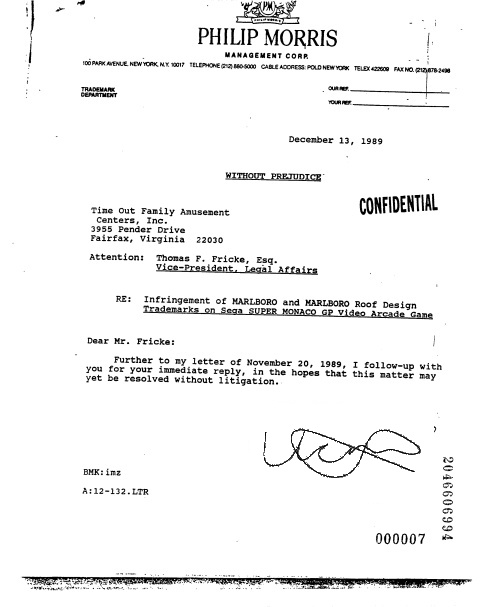 PM
PHILIP MORRIS
MANAGEMENT CORP.
100 PARK AVENUE, NEW YORK, N.Y. 10017 TELEPHONE (212) 880-5000 CABLE ADDRESS: POLD NEW YORK TELEX 422609 FAX NO. (212) 878-2496
TRADEMARK
DEPARTMENT
OUR REF.
YOUR REF.
December 13, 1989
WITHOUT PREJUDICE
CONFIDENTIAL
Time Out Family Amusement
Centers, Inc.
3955 Pender Drive
Fairfax, Virginia 22030
Attention: Thomas F. Fricke, Esq.
Vice-President, Legal Affairs
RE: Infringement of MARLBORO and MARLBORO Roof Design
Trademarks on Sega SUPER MONACO GP Video Arcade Game
Dear Mr. Fricke:
Further to my letter of November 20, 1989, I follow-up with
you for your immediate reply, in the hopes that this matter may
yet be resolved without litigation.
BMK:imz
A:12-132.LTR
2046606994
000007